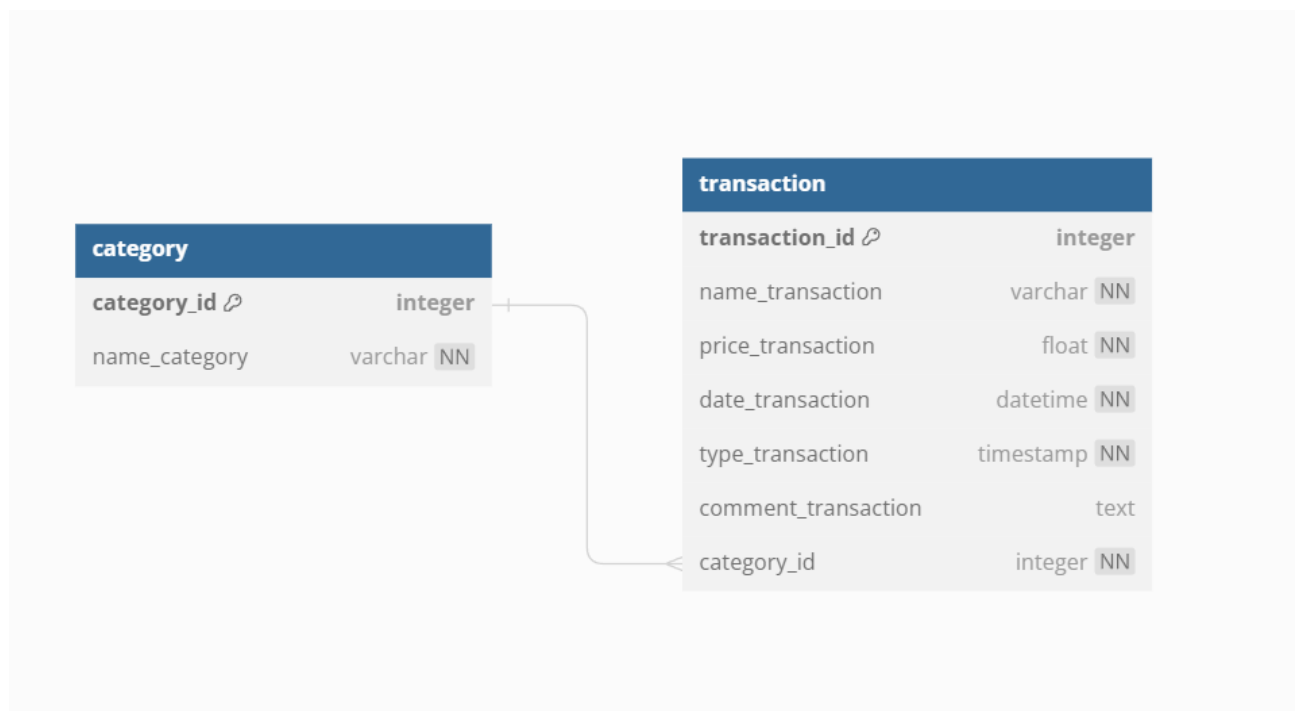 category
category_id integer
name_category varchar NN
transaction
transaction_id integer
name_transaction varchar NN
price_transaction float NN
date_transaction datetime NN
type_transaction timestamp NN
comment_transaction text
category_id integer NN